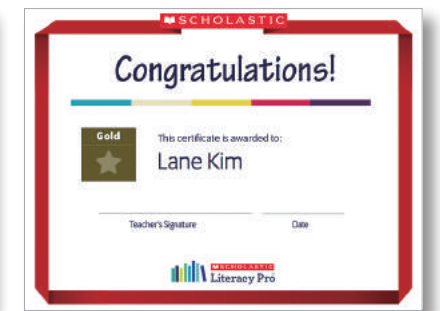 SCHOLASTIC
Congratulations!
Gold
This certificate is awarded to:
Lane Kim
Teacher's Signature
Date
SCHOLASTIC
Literacy Pro